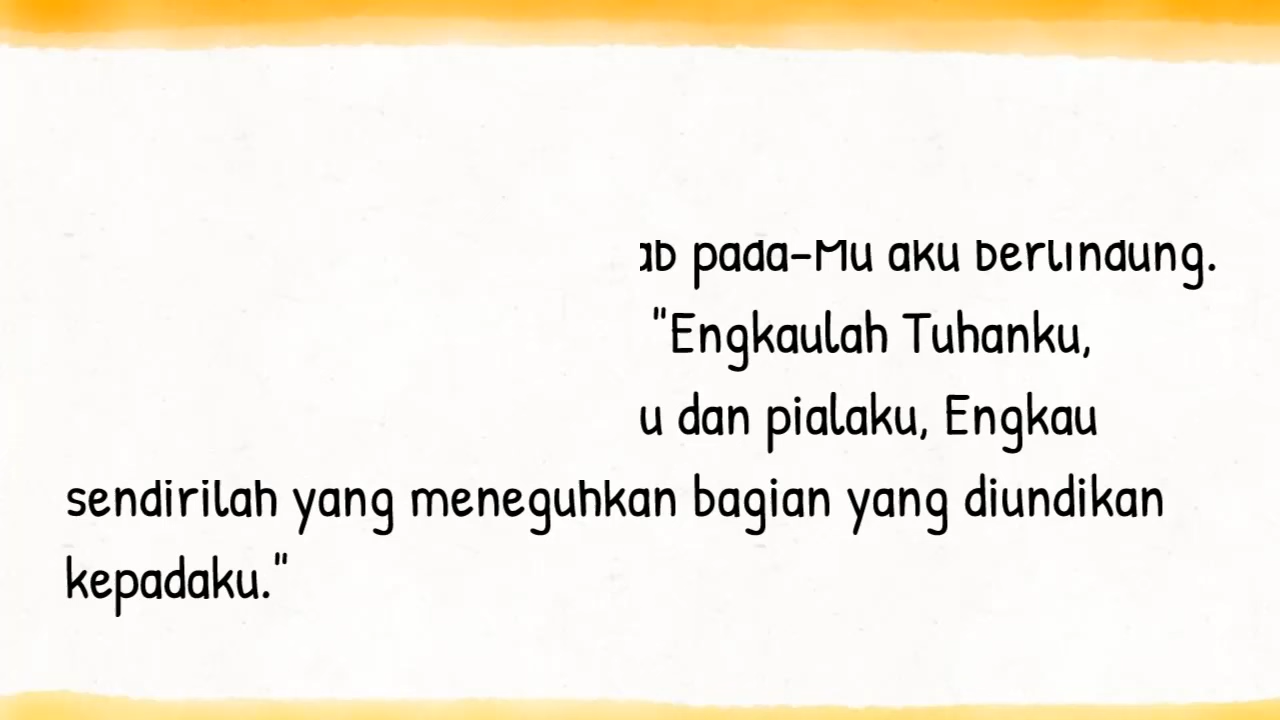 pada-Mu aku berlindung.
"Engkaulah Tuhanku,
dan pialaku, Engkau
sendirilah yang meneguhkan bagian yang diundikan
kepadaku."